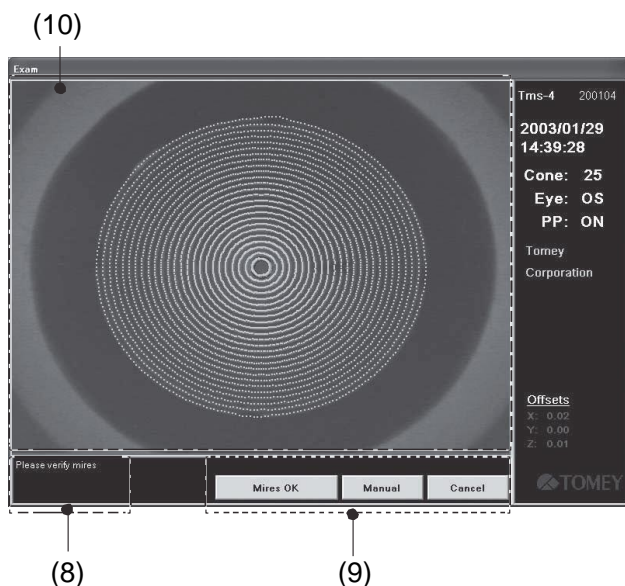 (10)
Exam
Tms-4 200104
2003/01/29
14:39:28
Cone: 25
Eye: OS
PP: ON
Tomey
Corporation
Offsets
X: 0.02
Y: 0.00
Z: 0.01
Please verify mires
Mires OK Manual Cancel
TOMEY
(8) (9)